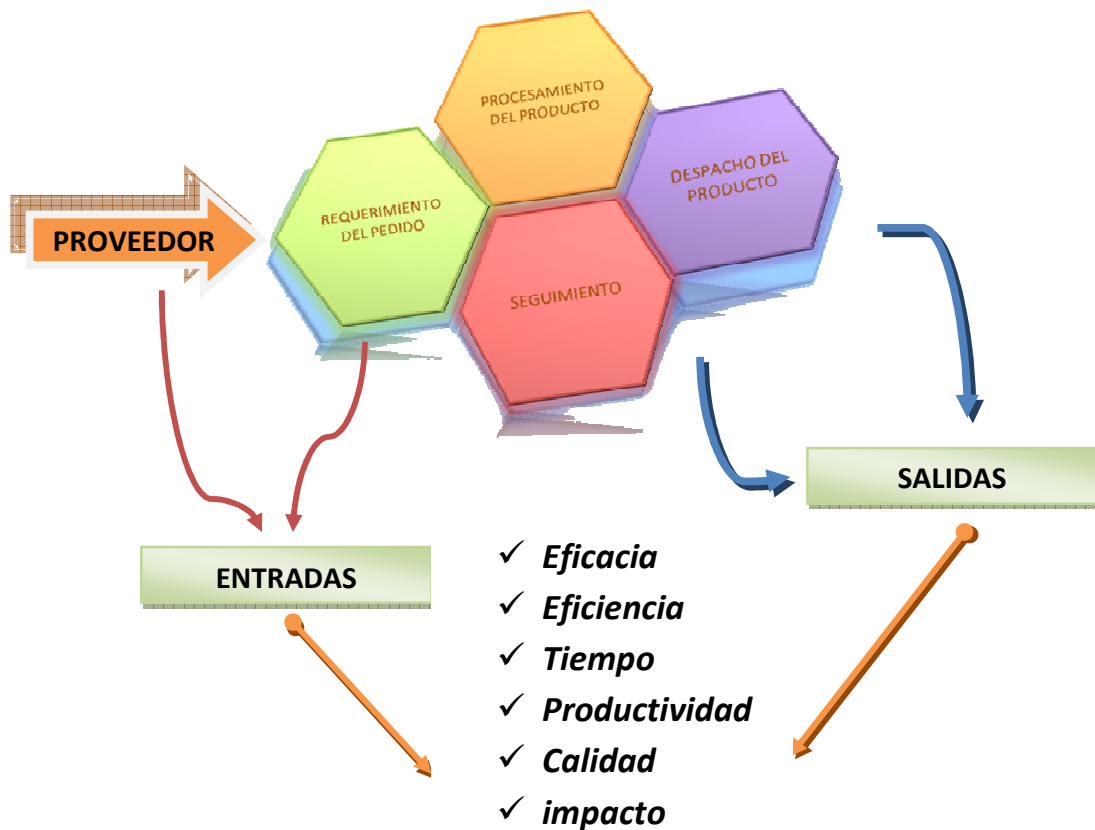 PROCESAMIENTO
DEL PRODUCTO
DESPACHO DEL
PRODUCTO
REQUERIMIENTO
DEL PEDIDO
PROVEEDOR
SEGUIMIENTO
SALIDAS
ENTRADAS
✓ Eficacia
✓ Eficiencia
✓ Tiempo
✓ Productividad
✓ Calidad
✓ impacto